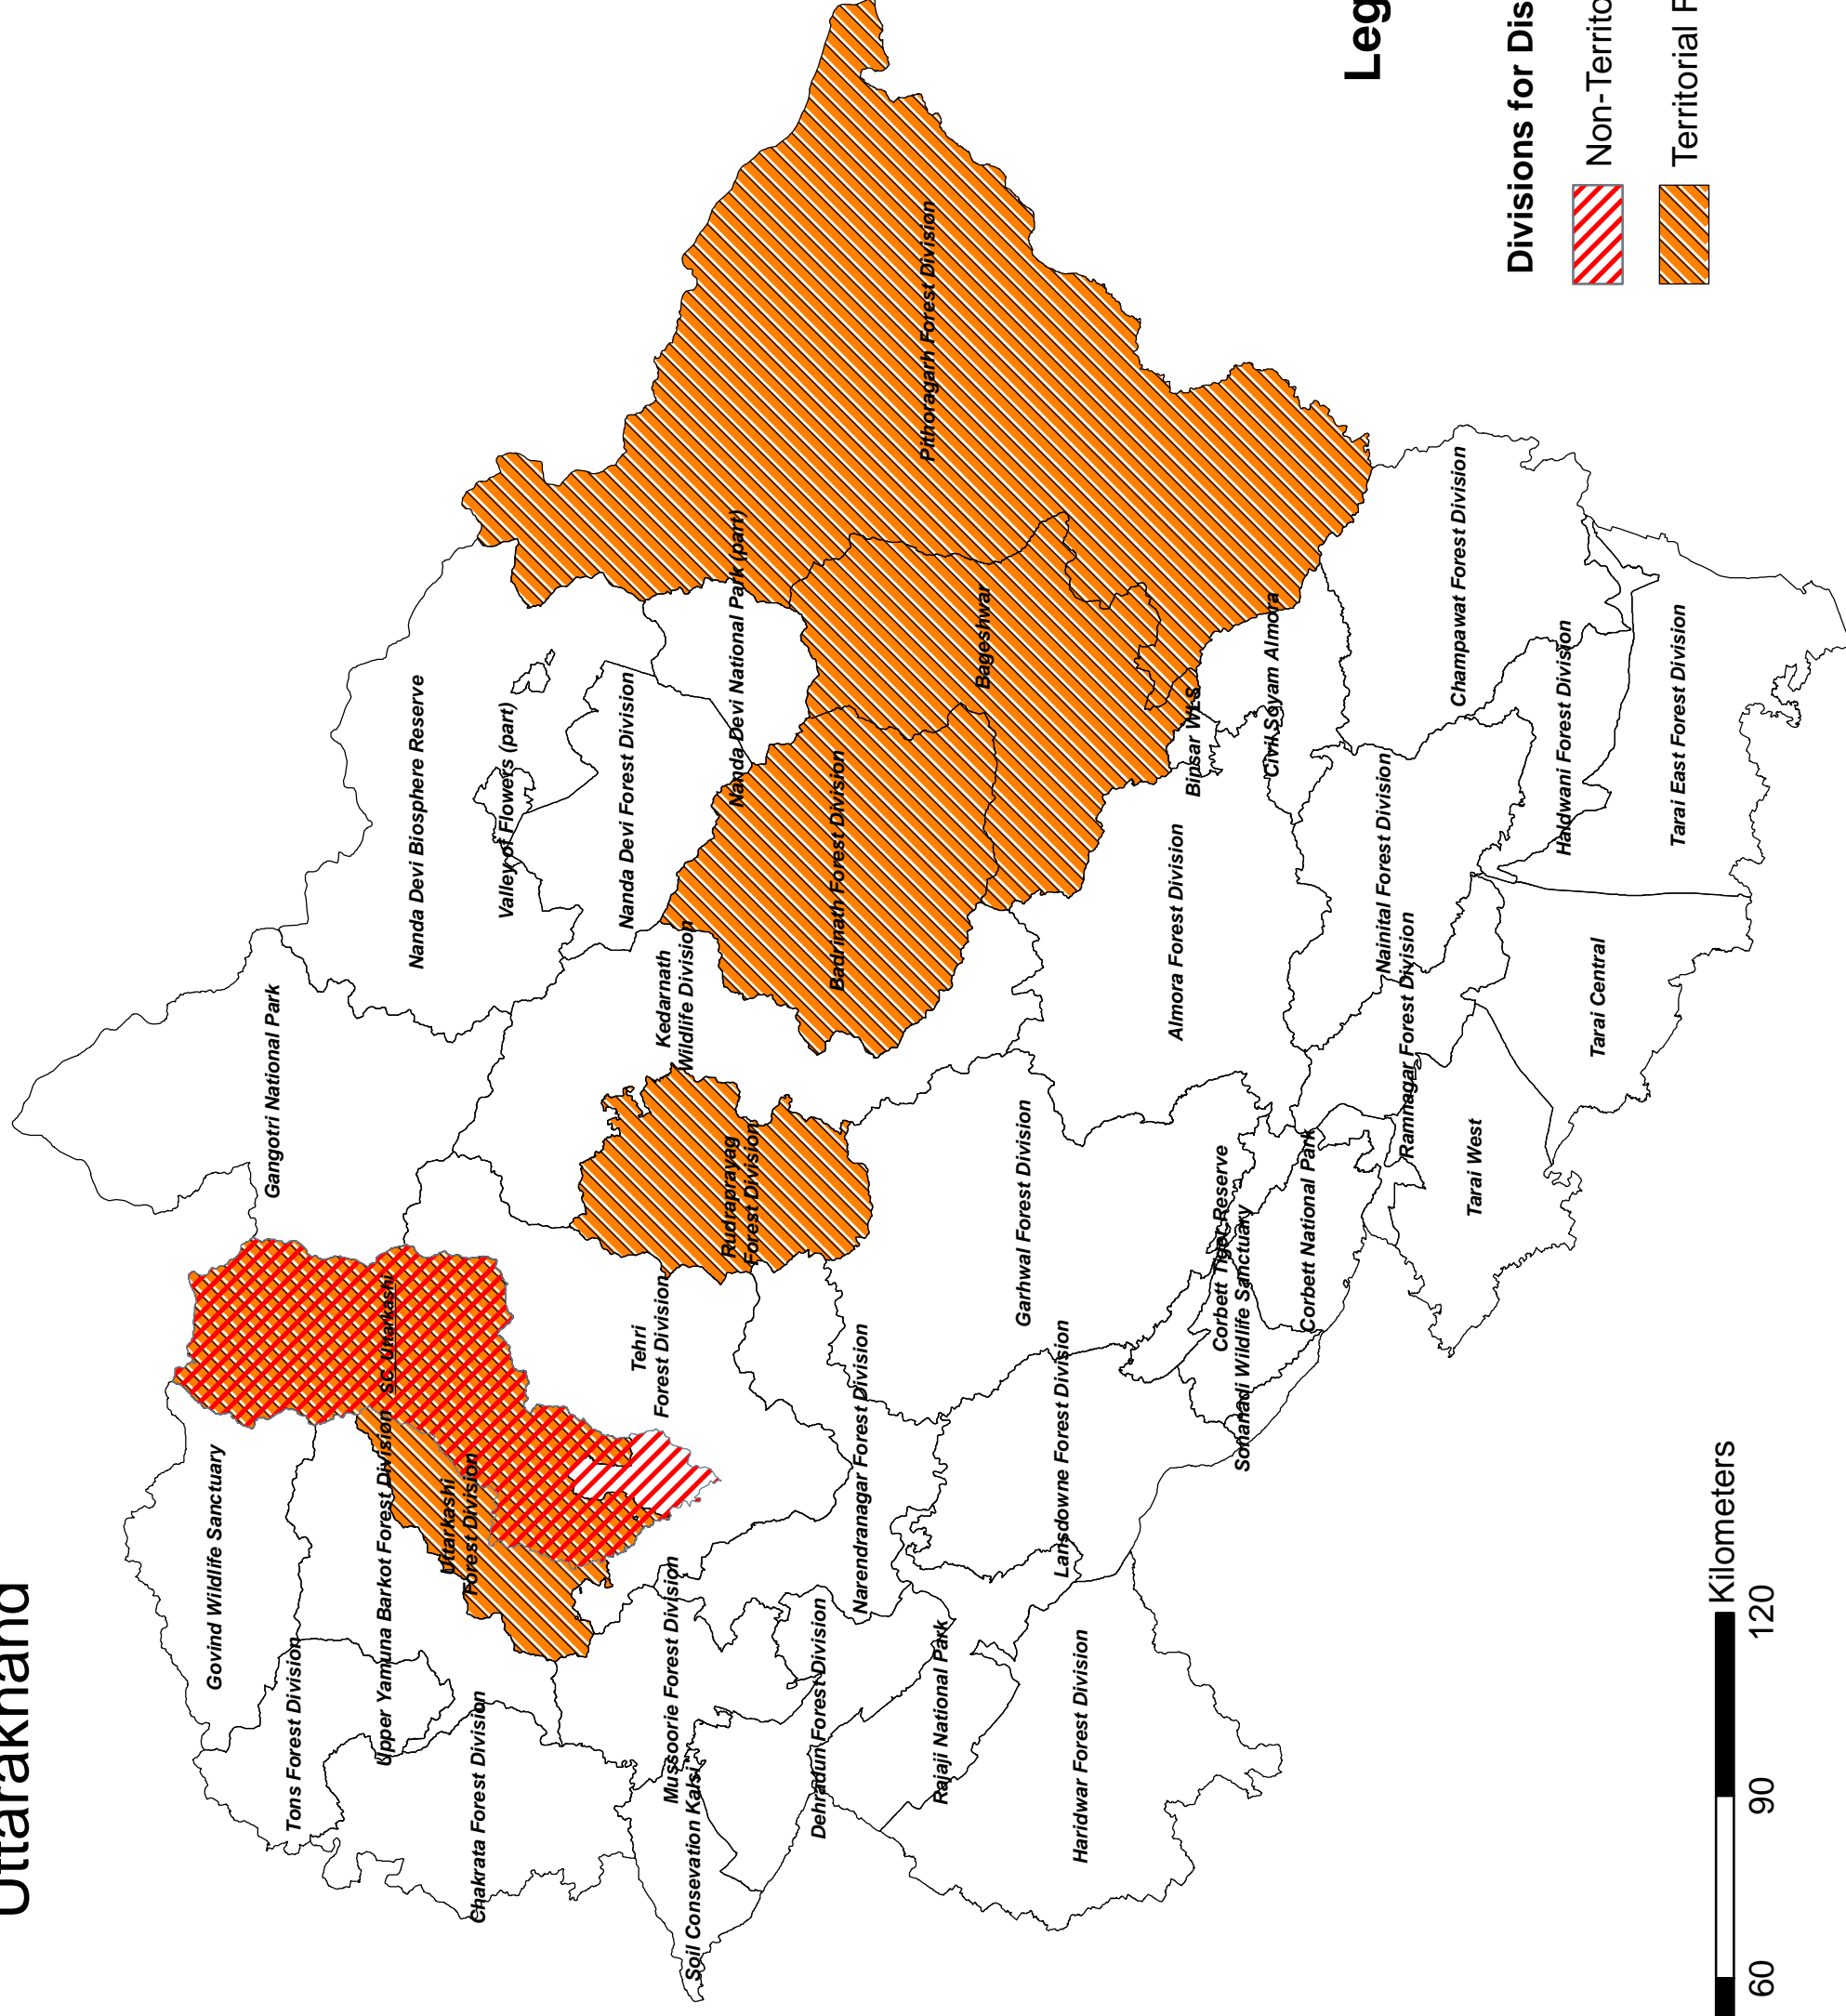 Uttarakhand
Gangotri National Park
Govind Wildlife Sanctuary
Tons Forest Division
Upper Yamuna Barkot Forest Division
SC Uttarkashi
Uttarkashi
Forest Division
Chakrata Forest Division
Nanda Devi Biosphere Reserve
Valley of Flowers (part)
Nanda Devi Forest Division
Nanda Devi National Park (part)
Kedarnath
Wildlife Division
Tehri
Forest Division
Rudraprayag
Forest Division
Mussoorie Forest Division
Soil Consevation Kalsi
Dehradun Forest Division
Narendranagar Forest Division
Rajaji National Park
Badrinath Forest Division
Pithoragarh Forest Division
Bageshwar
Garhwal Forest Division
Lansdowne Forest Division
Haridwar Forest Division
Almora Forest Division
Binsar WLS
Civil Soyam Almora
Corbett Tiger Reserve
Sonanadi Wildlife Sanctuary
Corbett National Park
Nainital Forest Division
Ramnagar Forest Division
Champawat Forest Division
Haldwani Forest Division
Tarai West
Tarai Central
Tarai East Forest Division
Leg
Divisions for Dis
Non-Territo
Territorial F
Kilometers
60 90 120